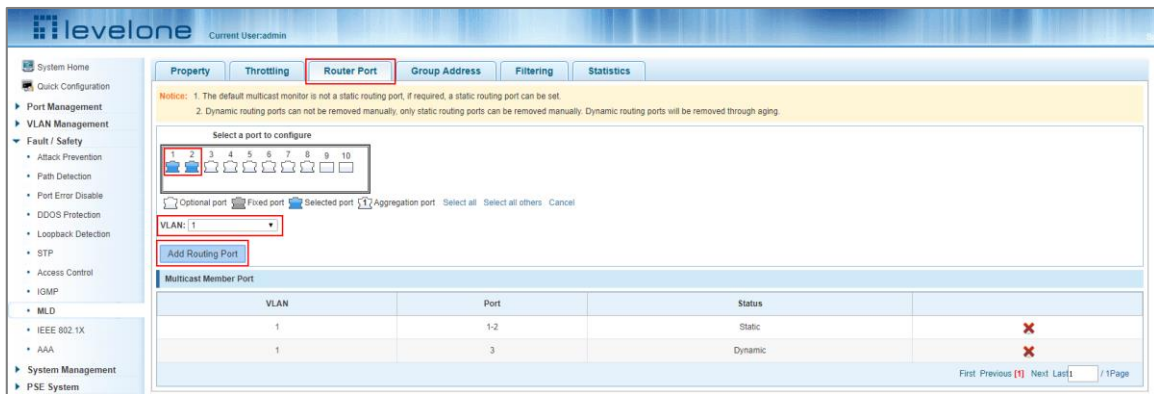 levelone
Current User:admin
System Home
Quick Configuration
Port Management
VLAN Management
Fault / Safety
Attack Prevention
Path Detection
Port Error Disable
DDOS Protection
Loopback Detection
STP
Access Control
IGMP
MLD
IEEE 802.1X
AAA
System Management
PSE System
Property Throttling Router Port Group Address Filtering Statistics
Notice: 1. The default multicast monitor is not a static routing port, if required, a static routing port can be set.
2. Dynamic routing ports can not be removed manually, only static routing ports can be removed manually. Dynamic routing ports will be removed through aging.
Select a port to configure
1 2 3 4 5 6 7 8 9 10
Optional port Fixed port Selected port 1 Aggregation port Select all Select all others Cancel
VLAN: 1
Add Routing Port
Multicast Member Port
VLAN Port Status
1 1-2 Static
1 3 Dynamic
First Previous [1] Next Last 1 / 1Page